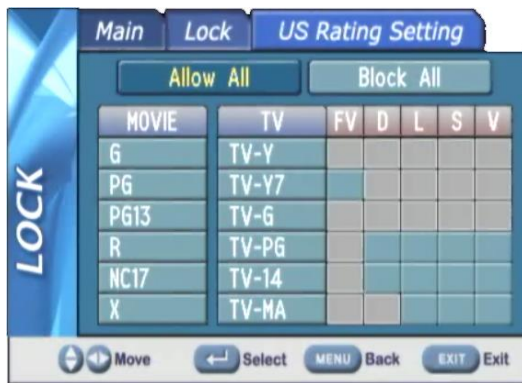 Main Lock US Rating Setting
Allow All Block All
MOVIE TV FV D L S V
G TV-Y
PG TV-Y7
PG13 TV-G
R TV-PG
NC17 TV-14
X TV-MA
LOCK
Move Select MENU Back EXIT Exit